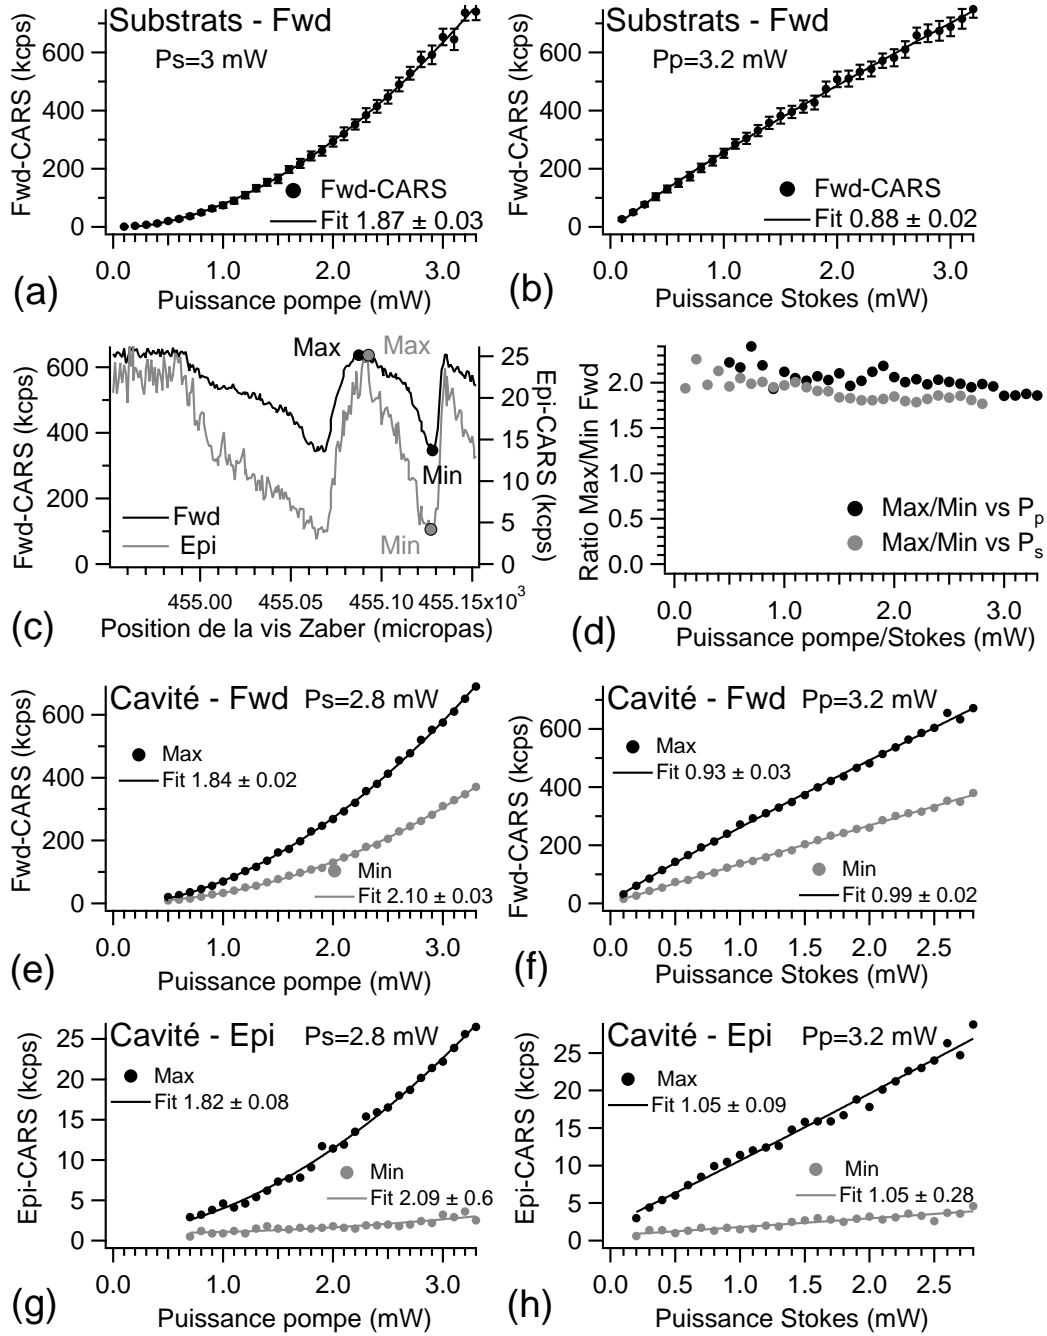 Substrats - Fwd
Ps=3 mW
Fwd-CARS (kcps)
600
400
200
0
Fwd-CARS
Fit 1.87 ± 0.03
0.0 1.0 2.0 3.0
Puissance pompe (mW)
(a)
Substrats - Fwd
Pp=3.2 mW
Fwd-CARS (kcps)
600
400
200
0
Fwd-CARS
Fit 0.88 ± 0.02
0.0 1.0 2.0 3.0
Puissance Stokes (mW)
(b)
Fwd-CARS (kcps)
600
400
200
0
Max
Max
Min
Min
Fwd
Epi
25
20
15
10
5
0
Epi-CARS (kcps)
455.00 455.05 455.10 455.15x10³
Position de la vis Zaber (micropas)
(c)
Ratio Max/Min Fwd
2.0
1.5
1.0
0.5
0.0
Max/Min vs Pp
Max/Min vs Ps
0.0 1.0 2.0 3.0
Puissance pompe/Stokes (mW)
(d)
Cavité - Fwd
Ps=2.8 mW
Fwd-CARS (kcps)
600
400
200
0
Max
Fit 1.84 ± 0.02
Min
Fit 2.10 ± 0.03
0.0 1.0 2.0 3.0
Puissance pompe (mW)
(e)
Cavité - Fwd
Pp=3.2 mW
Fwd-CARS (kcps)
600
400
200
0
Max
Fit 0.93 ± 0.03
Min
Fit 0.99 ± 0.02
0.0 0.5 1.0 1.5 2.0 2.5
Puissance Stokes (mW)
(f)
Cavité - Epi
Ps=2.8 mW
Epi-CARS (kcps)
25
20
15
10
5
0
Max
Fit 1.82 ± 0.08
Min
Fit 2.09 ± 0.6
0.0 1.0 2.0 3.0
Puissance pompe (mW)
(g)
Cavité - Epi
Pp=3.2 mW
Epi-CARS (kcps)
25
20
15
10
5
0
Max
Fit 1.05 ± 0.09
Min
Fit 1.05 ± 0.28
0.0 0.5 1.0 1.5 2.0 2.5
Puissance Stokes (mW)
(h)